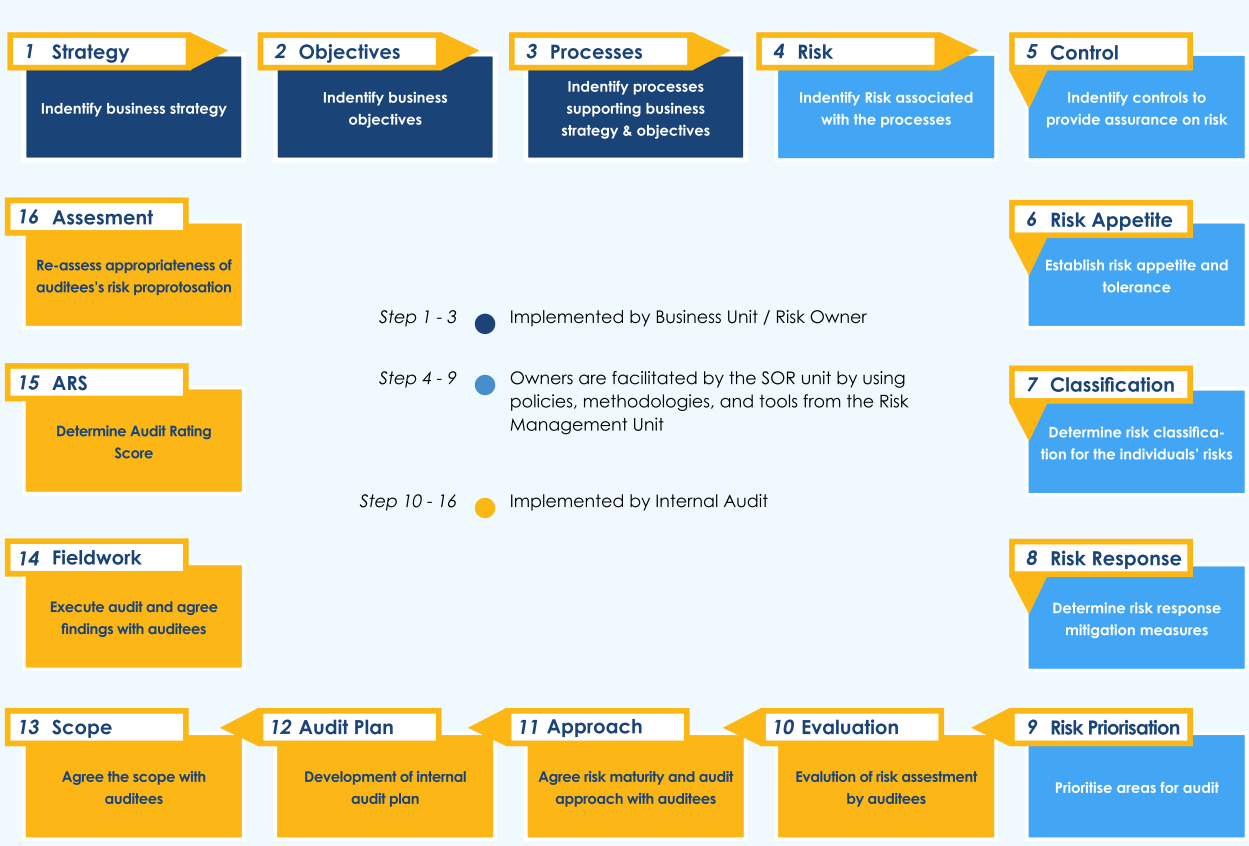 1 Strategy
Indentify business strategy
2 Objectives
Indentify business
objectives
3 Processes
Indentify processes
supporting business
strategy & objectives
4 Risk
Indentify Risk associated
with the processes
5 Control
Indentify controls to
provide assurance on risk
6 Risk Appetite
Establish risk appetite and
tolerance
7 Classification
Determine risk classifica-
tion for the individuals' risks
8 Risk Response
Determine risk response
mitigation measures
9 Risk Priorisation
Prioritise areas for audit
10 Evaluation
Evalution of risk assestment
by auditees
11 Approach
Agree risk maturity and audit
approach with auditees
12 Audit Plan
Development of internal
audit plan
13 Scope
Agree the scope with
auditees
14 Fieldwork
Execute audit and agree
findings with auditees
15 ARS
Determine Audit Rating
Score
16 Assesment
Re-assess appropriateness of
auditees's risk proprotosation
Step 1 - 3 Implemented by Business Unit / Risk Owner
Step 4 - 9 Owners are facilitated by the SOR unit by using
policies, methodologies, and tools from the Risk
Management Unit
Step 10 - 16 Implemented by Internal Audit